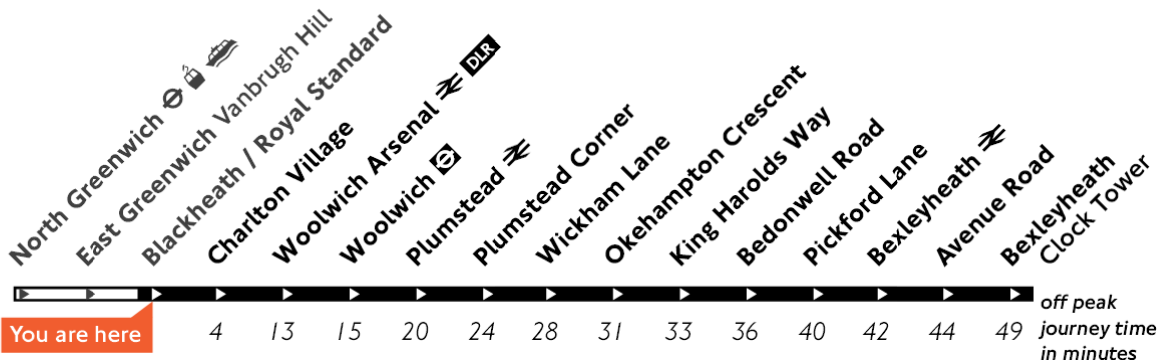 North Greenwich
East Greenwich Vanbrugh Hill
Blackheath / Royal Standard
Charlton Village
Woolwich Arsenal DLR
Woolwich
Plumstead
Plumstead Corner
Wickham Lane
Okehampton Crescent
King Harolds Way
Bedonwell Road
Pickford Lane
Bexleyheath
Avenue Road
Bexleyheath
Clock Tower
You are here
4 13 15 20 24 28 31 33 36 40 42 44 49
off peak
journey time
in minutes